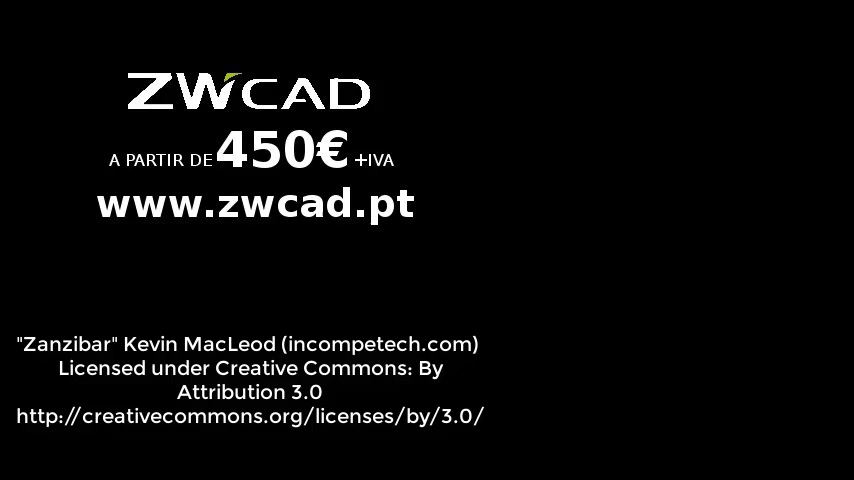 ZWCAD
A PARTIR DE 450€ +IVA
www.zwcad.pt
"Zanzibar" Kevin MacLeod (incompetech.com)
Licensed under Creative Commons: By
Attribution 3.0
http://creativecommons.org/licenses/by/3.0/